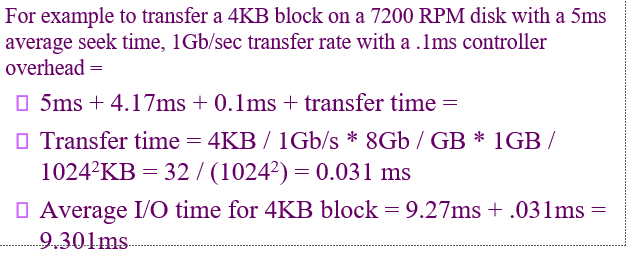 For example to transfer a 4KB block on a 7200 RPM disk with a 5ms
average seek time, 1Gb/sec transfer rate with a .1ms controller
overhead =
5ms + 4.17ms + 0.1ms + transfer time =
Transfer time = 4KB / 1Gb/s * 8Gb / GB * 1GB /
1024²KB = 32 / (1024²) = 0.031 ms
Average I/O time for 4KB block = 9.27ms + .031ms =
9.301ms